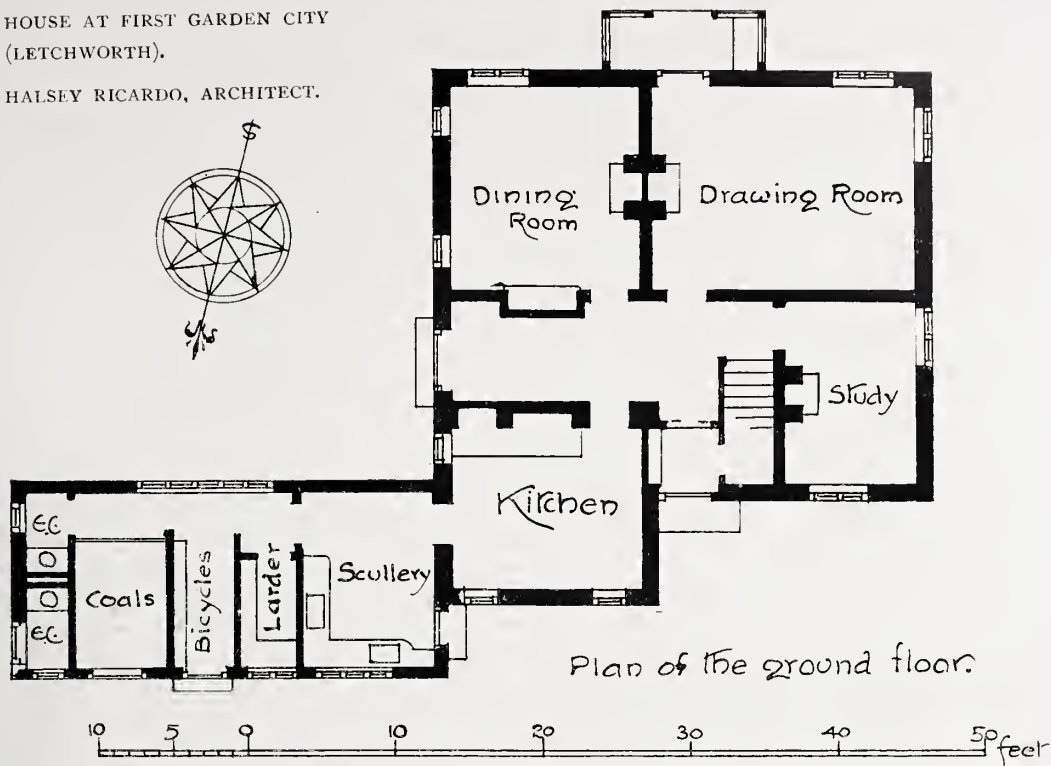 HOUSE AT FIRST GARDEN CITY
(LETCHWORTH).
HALSEY RICARDO, ARCHITECT.
S
Dining
Room
Drawing Room
Study
Kitchen
E.C
Coals
Bicycles
Larder
Scullery
E.C
Plan of the ground floor.
10 5 0 10 20 30 40 50 feet